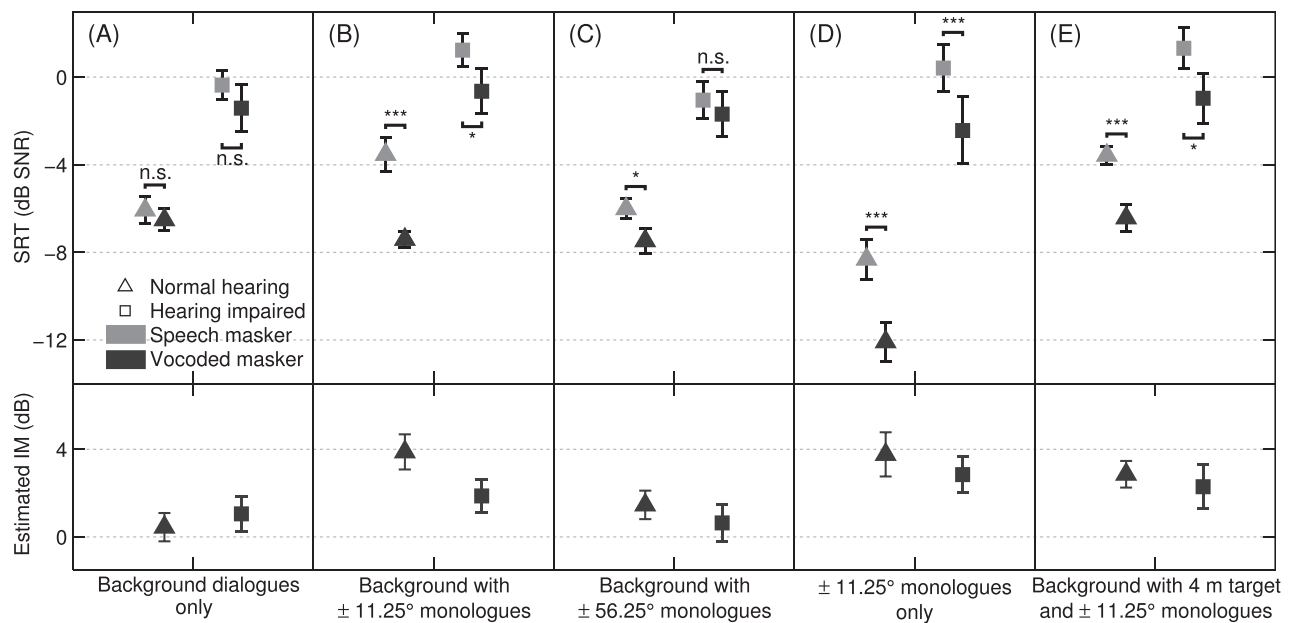 (A) (B) (C) (D) (E)
SRT (dB SNR)
0
−4
−8
−12
n.s.
n.s.
***
*
*
n.s.
***
***
***
*
Normal hearing
Hearing impaired
Speech masker
Vocoded masker
Estimated IM (dB)
4
0
Background dialogues
only
Background with
± 11.25° monologues
Background with
± 56.25° monologues
± 11.25° monologues
only
Background with 4 m target
and ± 11.25° monologues